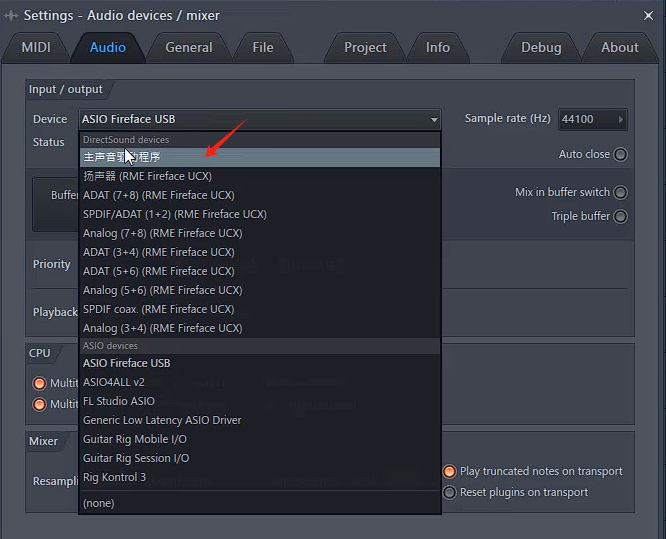 Settings - Audio devices / mixer
MIDI Audio General File Project Info Debug About
Input / output
Device ASIO Fireface USB Sample rate (Hz) 44100
Status
DirectSound devices
主声音驱动程序
Auto close
扬声器 (RME Fireface UCX)
Buffer
ADAT (7+8) (RME Fireface UCX)
Mix in buffer switch
SPDIF/ADAT (1+2) (RME Fireface UCX)
Triple buffer
Analog (7+8) (RME Fireface UCX)
ADAT (3+4) (RME Fireface UCX)
Priority
ADAT (5+6) (RME Fireface UCX)
Analog (5+6) (RME Fireface UCX)
Playback
SPDIF coax. (RME Fireface UCX)
Analog (3+4) (RME Fireface UCX)
ASIO devices
CPU
ASIO Fireface USB
Multit
ASIO4ALL v2
Multit
FL Studio ASIO
Generic Low Latency ASIO Driver
Mixer
Guitar Rig Mobile I/O
Guitar Rig Session I/O
Play truncated notes on transport
Resampl
Rig Kontrol 3
Reset plugins on transport
(none)